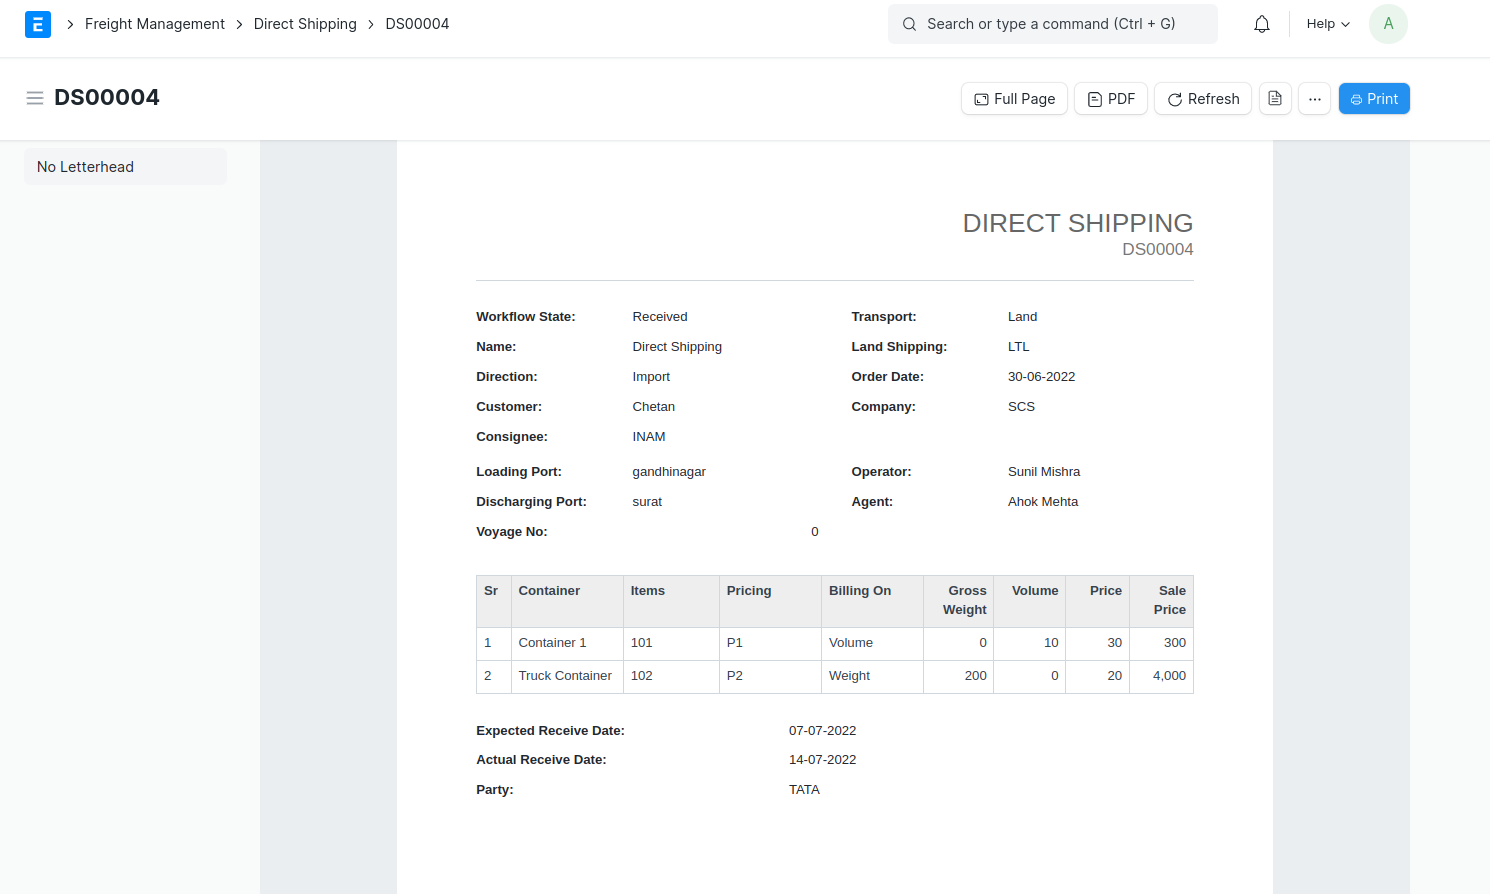 E Freight Management Direct Shipping DS00004 Search or type a command (Ctrl + G) Help A
DS00004 Full Page PDF Refresh ... Print
No Letterhead
DIRECT SHIPPING
DS00004
Workflow State: Received Transport: Land
Name: Direct Shipping Land Shipping: LTL
Direction: Import Order Date: 30-06-2022
Customer: Chetan Company: SCS
Consignee: INAM
Loading Port: gandhinagar Operator: Sunil Mishra
Discharging Port: surat Agent: Ahok Mehta
Voyage No: 0
Sr Container Items Pricing Billing On Gross Weight Volume Price Sale Price
1 Container 1 101 P1 Volume 0 10 30 300
2 Truck Container 102 P2 Weight 200 0 20 4,000
Expected Receive Date: 07-07-2022
Actual Receive Date: 14-07-2022
Party: TATA